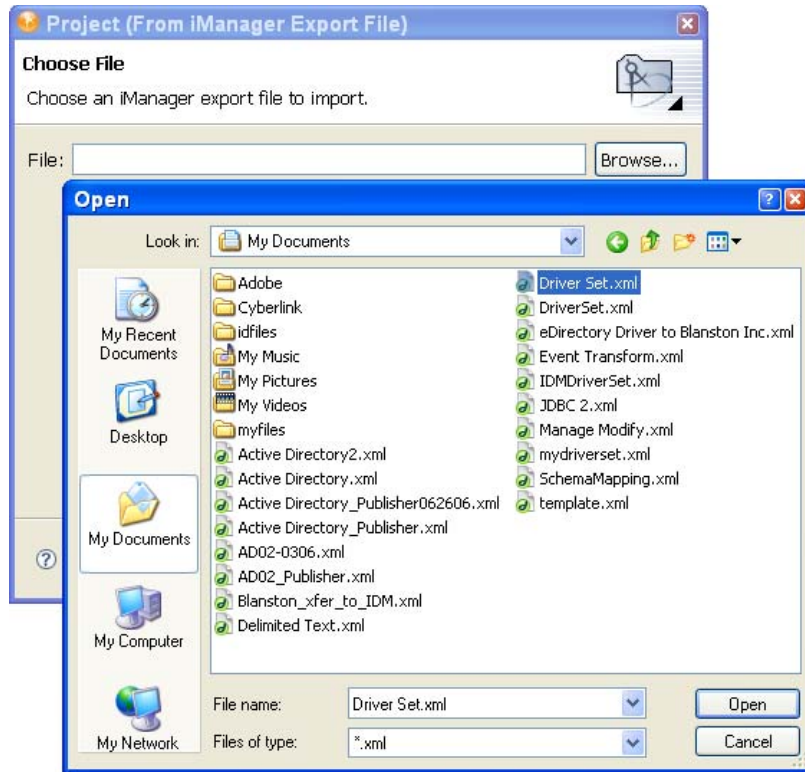 Project (From iManager Export File)
Choose File
Choose an iManager export file to import.
File:
Browse...
Open
Look in:
My Documents
My Recent
Documents
Desktop
My Documents
My Computer
My Network
Adobe
Cyberlink
idfiles
My Music
My Pictures
My Videos
myfiles
Active Directory2.xml
Active Directory.xml
Active Directory_Publisher062606.xml
Active Directory_Publisher.xml
AD02-0306.xml
AD02_Publisher.xml
Blanston_xfer_to_IDM.xml
Delimited Text.xml
Driver Set.xml
DriverSet.xml
eDirectory Driver to Blanston Inc.xml
Event Transform.xml
IDMDriverSet.xml
JDBC 2.xml
Manage Modify.xml
mydriverset.xml
SchemaMapping.xml
template.xml
File name:
Driver Set.xml
Open
Files of type:
*.xml
Cancel